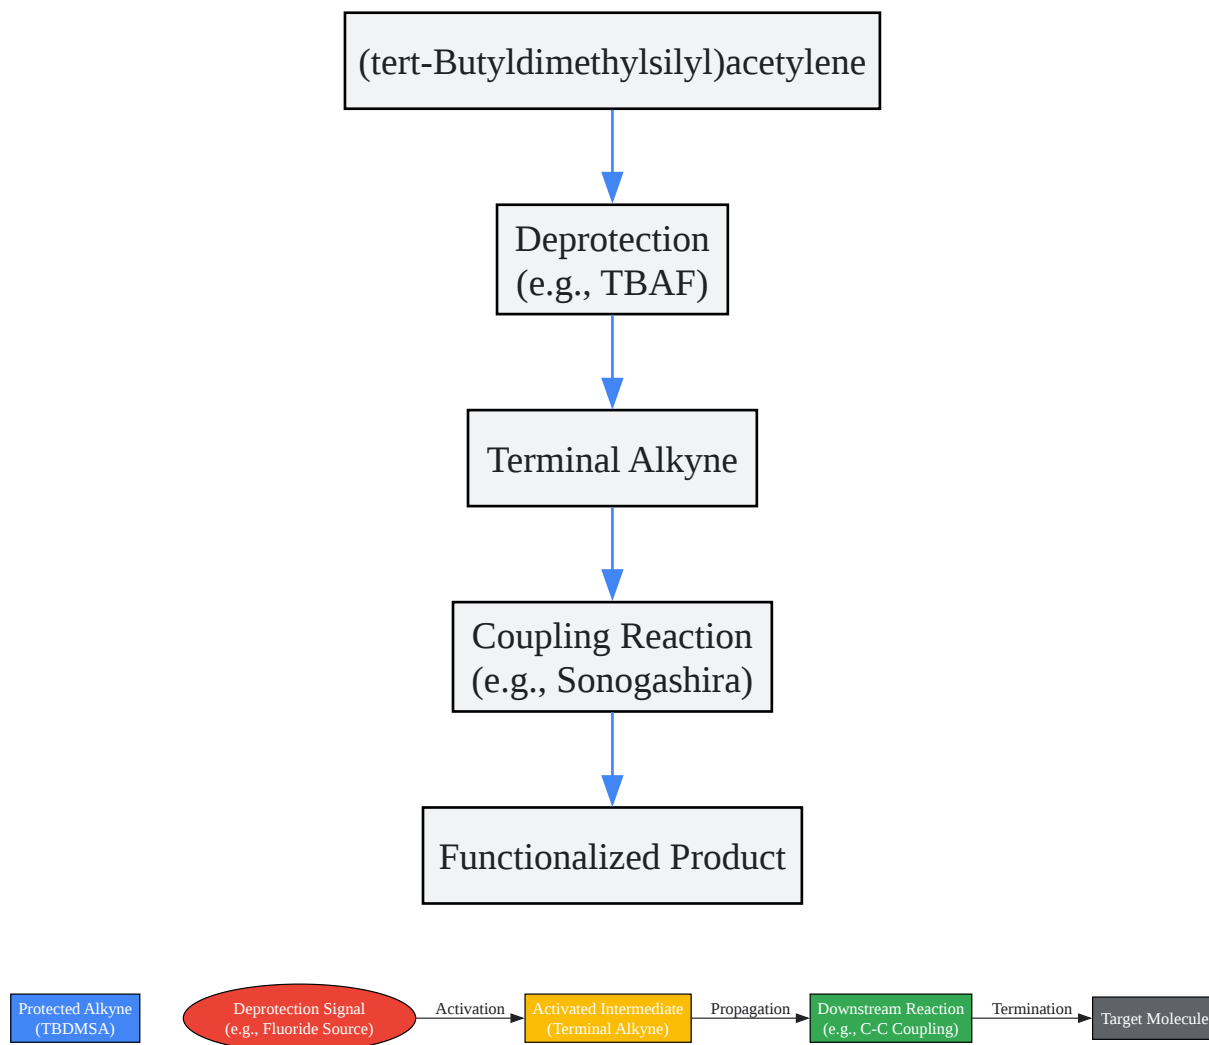 (tert-Butyldimethylsilyl)acetylene
Deprotection
(e.g., TBAF)
Terminal Alkyne
Coupling Reaction
(e.g., Sonogashira)
Functionalized Product
Protected Alkyne
(TBDMSA)
Deprotection Signal
(e.g., Fluoride Source)
Activation
Activated Intermediate
(Terminal Alkyne)
Propagation
Downstream Reaction
(e.g., C-C Coupling)
Termination
Target Molecule